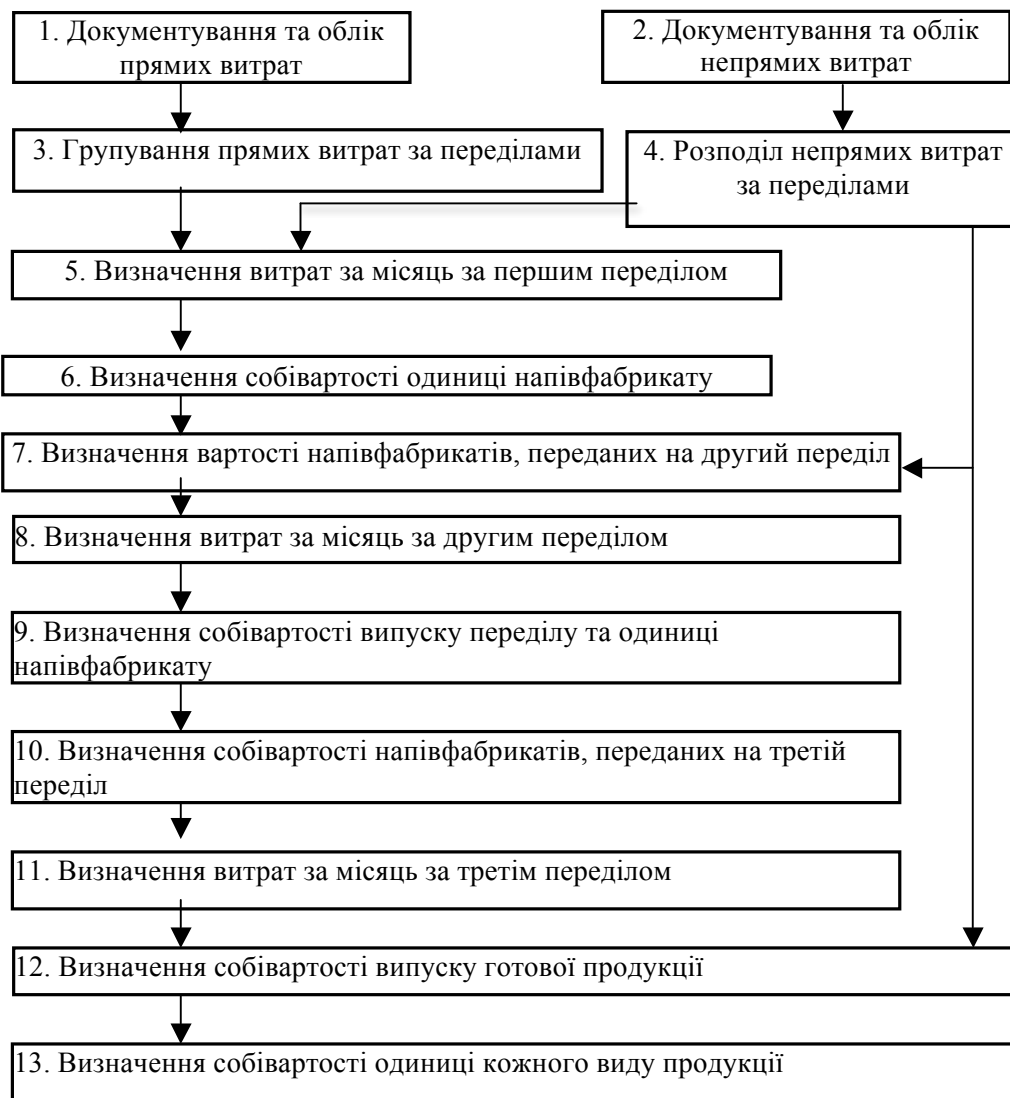 1. Документування та облік
прямих витрат
2. Документування та облік
непрямих витрат
3. Групування прямих витрат за переділами
4. Розподіл непрямих витрат
за переділами
5. Визначення витрат за місяць за першим переділом
6. Визначення собівартості одиниці напівфабрикату
7. Визначення вартості напівфабрикатів, переданих на другий переділ
8. Визначення витрат за місяць за другим переділом
9. Визначення собівартості випуску переділу та одиниці
напівфабрикату
10. Визначення собівартості напівфабрикатів, переданих на третій
переділ
11. Визначення витрат за місяць за третім переділом
12. Визначення собівартості випуску готової продукції
13. Визначення собівартості одиниці кожного виду продукції